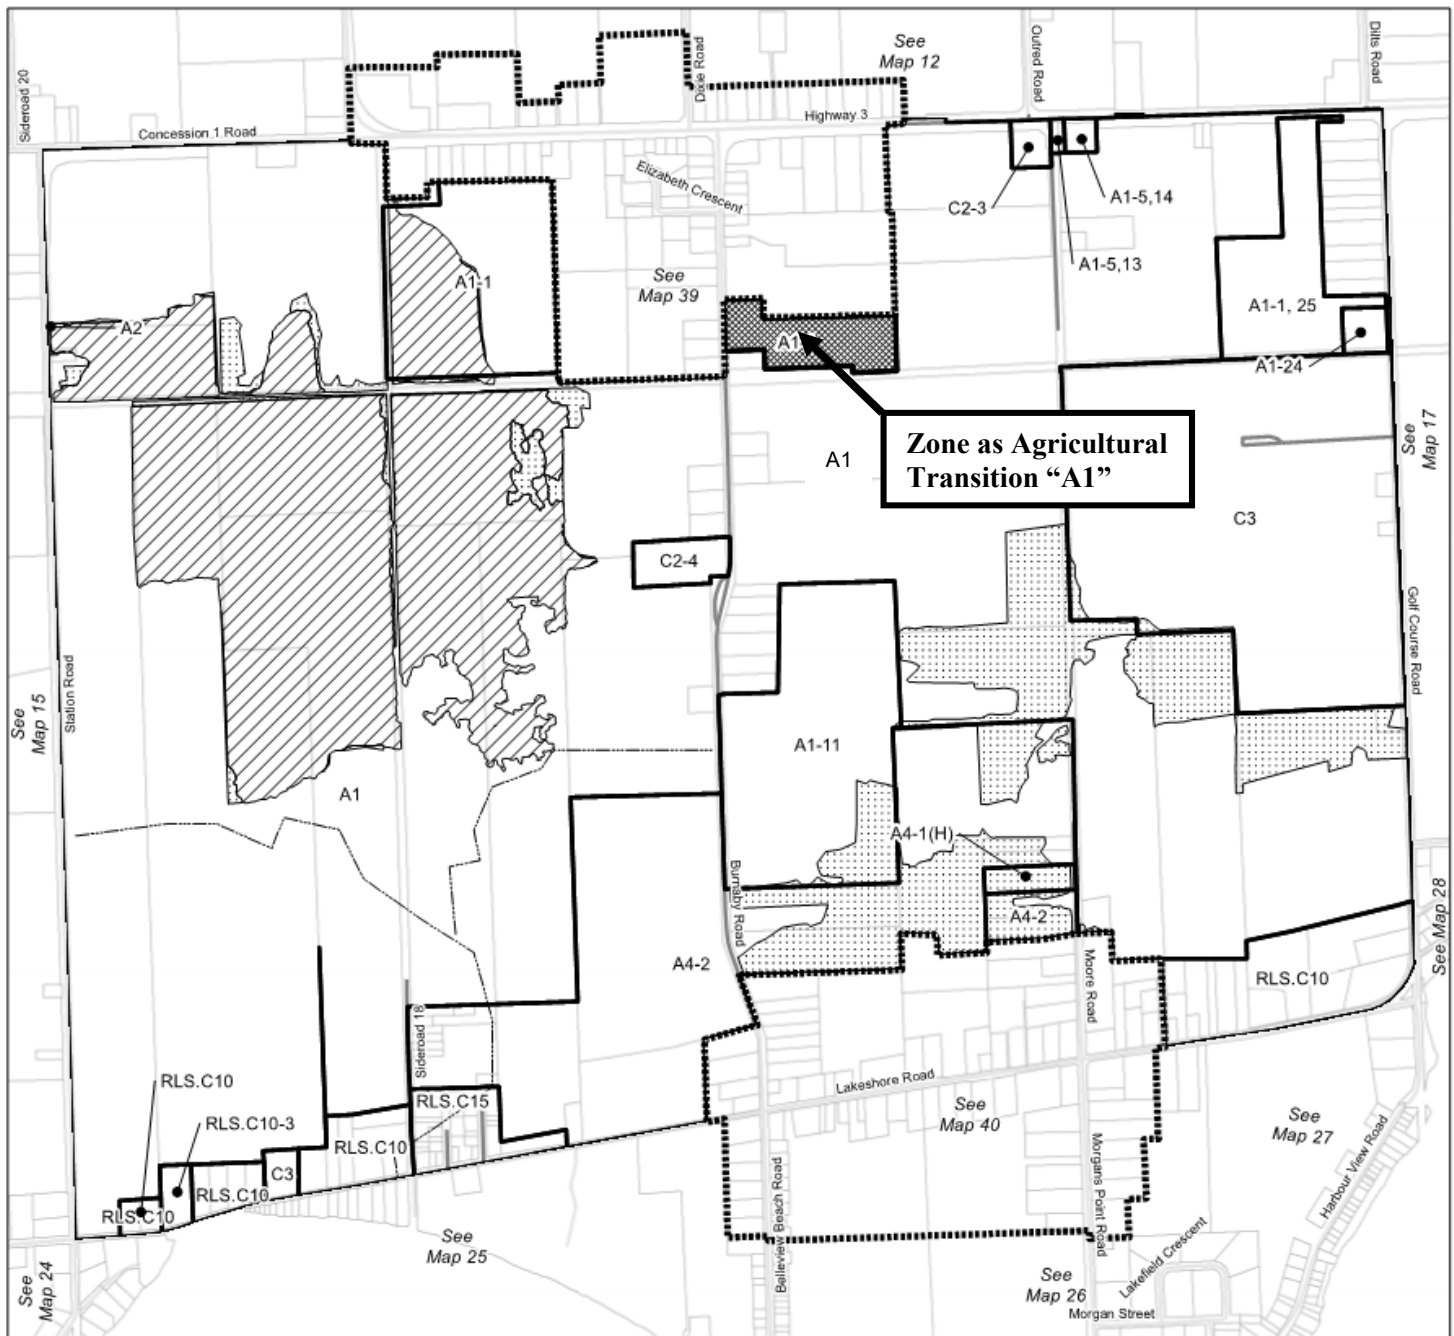 See
Map 12
Sideroad 20
Dixie Road
Outred Road
Dilts Road
Concession 1 Road
Highway 3
Elizabeth Crescent
C2-3
A1-5,14
A1-5,13
See
Map 39
A1-1
A2
A1-1, 25
A1
A1-24
Zone as Agricultural
Transition “A1”
A1
See
Map 17
C3
C2-4
Golf Course Road
Station Road
See
Map 15
A1-11
A1
A4-1(H)
Burnaby Road
A4-2
See Map 28
A4-2
Moore Road
RLS.C10
Sideroad 18
RLS.C10
Lakeshore Road
RLS.C15
See
Map 40
RLS.C10-3
RLS.C10
See
Map 27
C3
RLS.C10
RLS.C10
Harbour View Road
Morgans Point Road
Belleview Beach Road
See
Map 25
Lakefield Crescent
See
Map 24
See
Map 26
Morgan Street